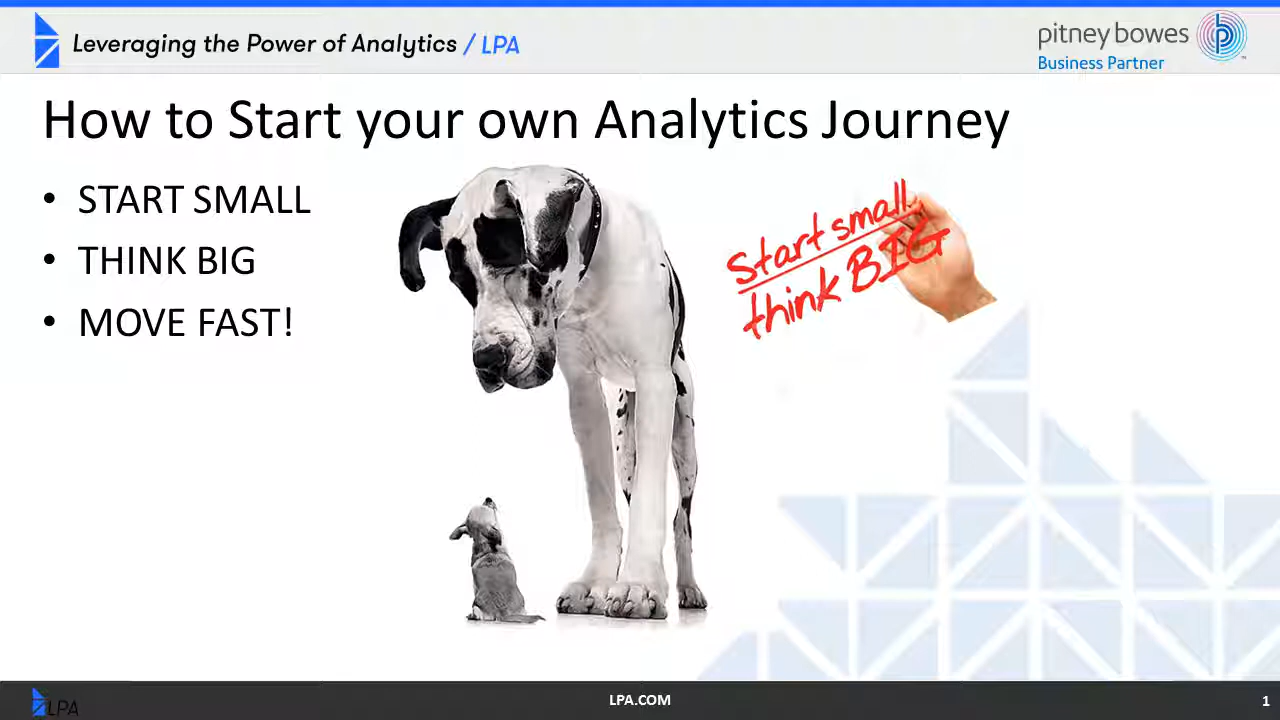 Leveraging the Power of Analytics / LPA
pitney bowes
Business Partner
How to Start your own Analytics Journey
• START SMALL
• THINK BIG
• MOVE FAST!
Start small
think BIG
LPA
LPA.COM
1